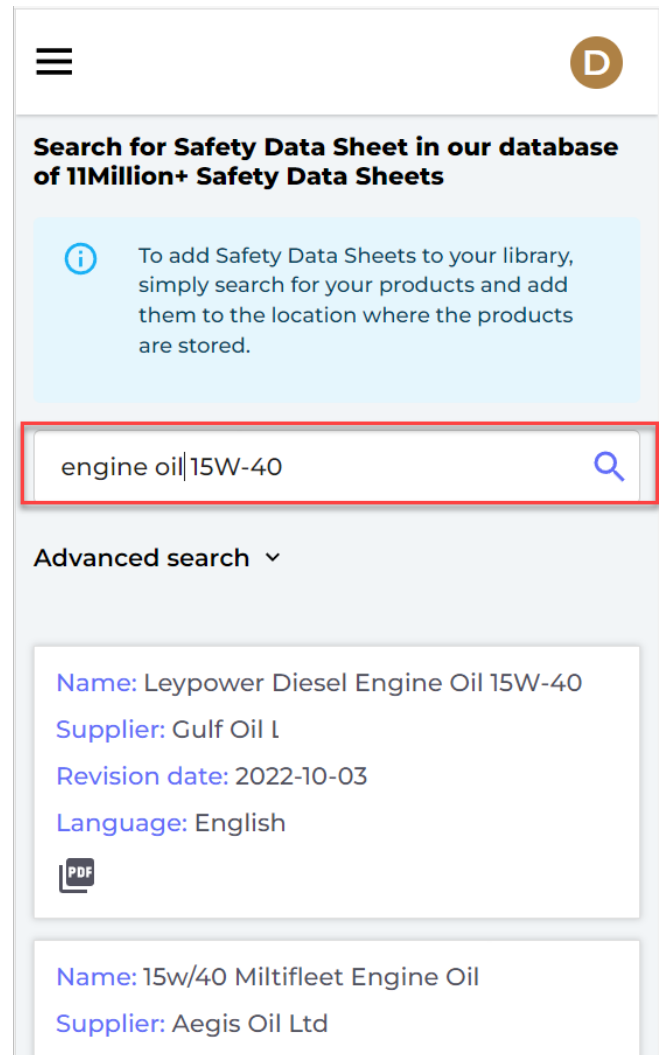 D
Search for Safety Data Sheet in our database
of 11Million+ Safety Data Sheets
To add Safety Data Sheets to your library,
simply search for your products and add
them to the location where the products
are stored.
engine oil 15W-40
Advanced search
Name: Leypower Diesel Engine Oil 15W-40
Supplier: Gulf Oil L
Revision date: 2022-10-03
Language: English
PDF
Name: 15w/40 Miltifleet Engine Oil
Supplier: Aegis Oil Ltd